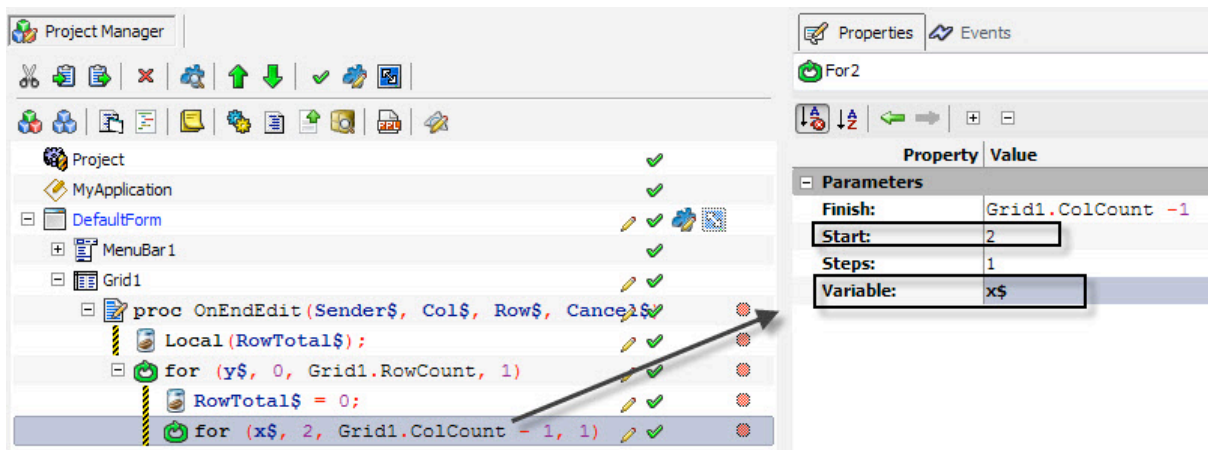 Project Manager
Properties
Events
For2
Project
MyApplication
DefaultForm
MenuBar1
Grid1
proc OnEndEdit(Sender$, Col$, Row$, Cancel$)
Local(RowTotal$);
for (y$, 0, Grid1.RowCount, 1)
RowTotal$ = 0;
for (x$, 2, Grid1.ColCount - 1, 1)
Property Value
Parameters
Finish: Grid1.ColCount -1
Start: 2
Steps: 1
Variable: x$